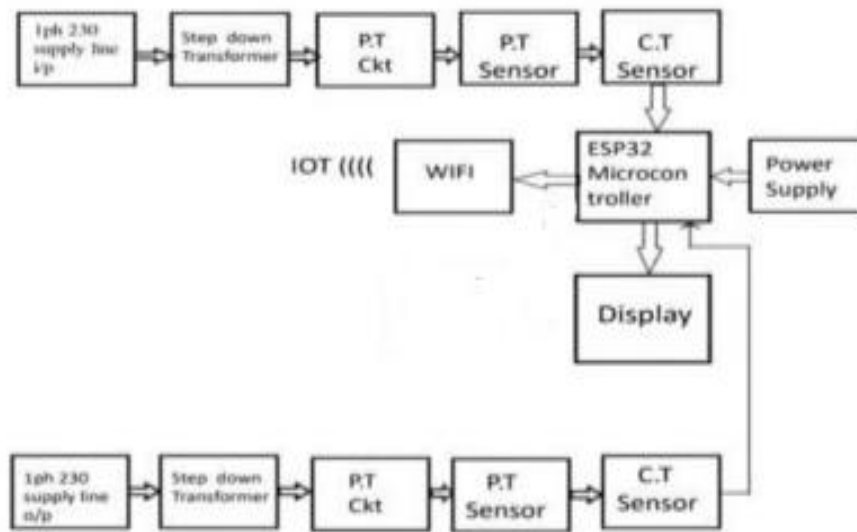 1ph 230
supply line
i/p
Step down
Transformer
P.T
Ckt
P.T
Sensor
C.T
Sensor
IOT ((((
WIFI
ESP32
Microcon
troller
Power
Supply
Display
1ph 230
supply line
o/p
Step down
Transformer
P.T
Ckt
P.T
Sensor
C.T
Sensor